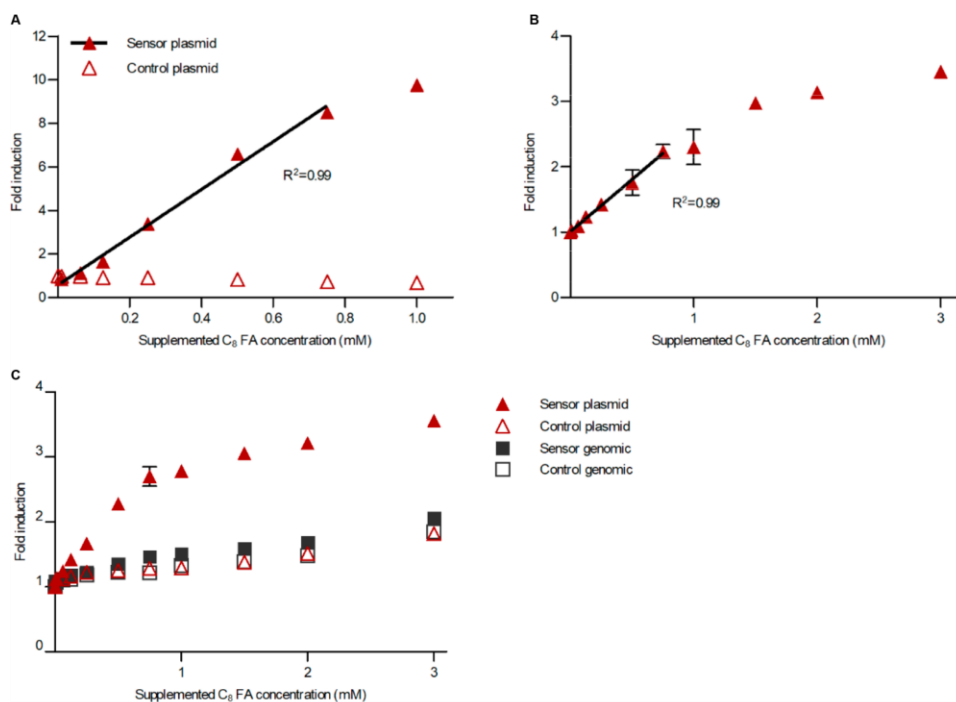 A
12
10
8
6
4
2
0
Fold induction
Sensor plasmid
Control plasmid
R²=0.99
0.2 0.4 0.6 0.8 1.0
Supplemented C₈ FA concentration (mM)
B
4
3
2
1
0
Fold induction
R²=0.99
1 2 3
Supplemented C₈ FA concentration (mM)
C
4
3
2
1
0
Fold induction
1 2 3
Supplemented C₈ FA concentration (mM)
Sensor plasmid
Control plasmid
Sensor genomic
Control genomic